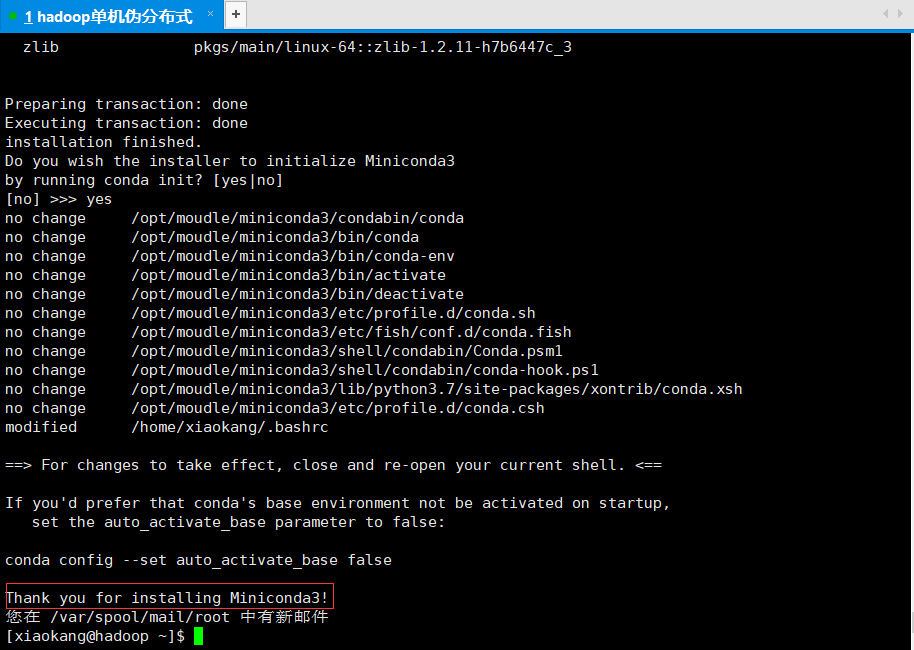 1 hadoop单机伪分布式 × +
zlib pkgs/main/linux-64::zlib-1.2.11-h7b6447c_3
Preparing transaction: done
Executing transaction: done
installation finished.
Do you wish the installer to initialize Miniconda3
by running conda init? [yes|no]
[no] >>> yes
no change /opt/moudle/miniconda3/condabin/conda
no change /opt/moudle/miniconda3/bin/conda
no change /opt/moudle/miniconda3/bin/conda-env
no change /opt/moudle/miniconda3/bin/activate
no change /opt/moudle/miniconda3/bin/deactivate
no change /opt/moudle/miniconda3/etc/profile.d/conda.sh
no change /opt/moudle/miniconda3/etc/fish/conf.d/conda.fish
no change /opt/moudle/miniconda3/shell/condabin/Conda.psm1
no change /opt/moudle/miniconda3/shell/condabin/conda-hook.ps1
no change /opt/moudle/miniconda3/lib/python3.7/site-packages/xontrib/conda.xsh
no change /opt/moudle/miniconda3/etc/profile.d/conda.csh
modified /home/xiaokang/.bashrc
==> For changes to take effect, close and re-open your current shell. <==
If you'd prefer that conda's base environment not be activated on startup,
set the auto_activate_base parameter to false:
conda config --set auto_activate_base false
Thank you for installing Miniconda3!
您在 /var/spool/mail/root 中有新邮件
[xiaokang@hadoop ~]$